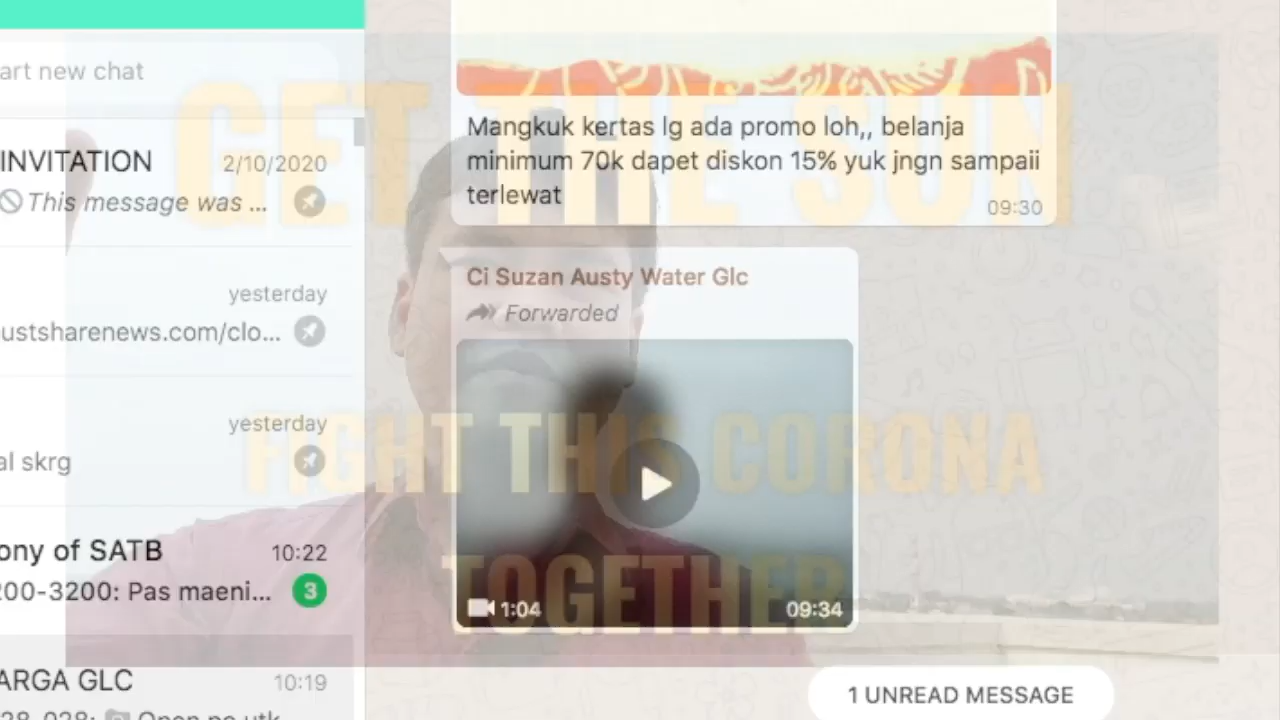 art new chat
INVITATION 2/10/2020
This message was ...
yesterday
ustsharenews.com/clo...
yesterday
al skrg
ony of SATB 10:22
200-3200: Pas maeni... 3
ARGA GLC 10:19
Mangkuk kertas lg ada promo loh,, belanja
minimum 70k dapet diskon 15% yuk jngn sampaii
terlewat
09:30
Ci Suzan Austy Water Glc
Forwarded
1:04 09:34
1 UNREAD MESSAGE
GET THE SUN
FIGHT THIS CORONA
TOGETHER